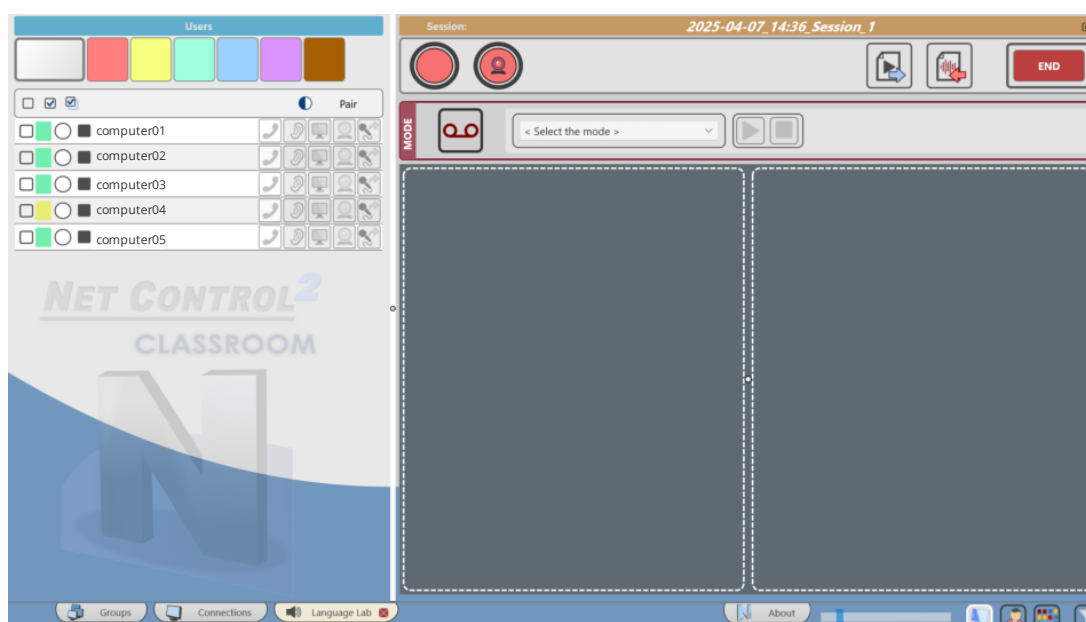 Users
Session:
2025-04-07_14:36_Session_1
END
Pair
MODE
< Select the mode >
computer01
computer02
computer03
computer04
computer05
NET CONTROL2
CLASSROOM
N
Groups
Connections
Language Lab
About